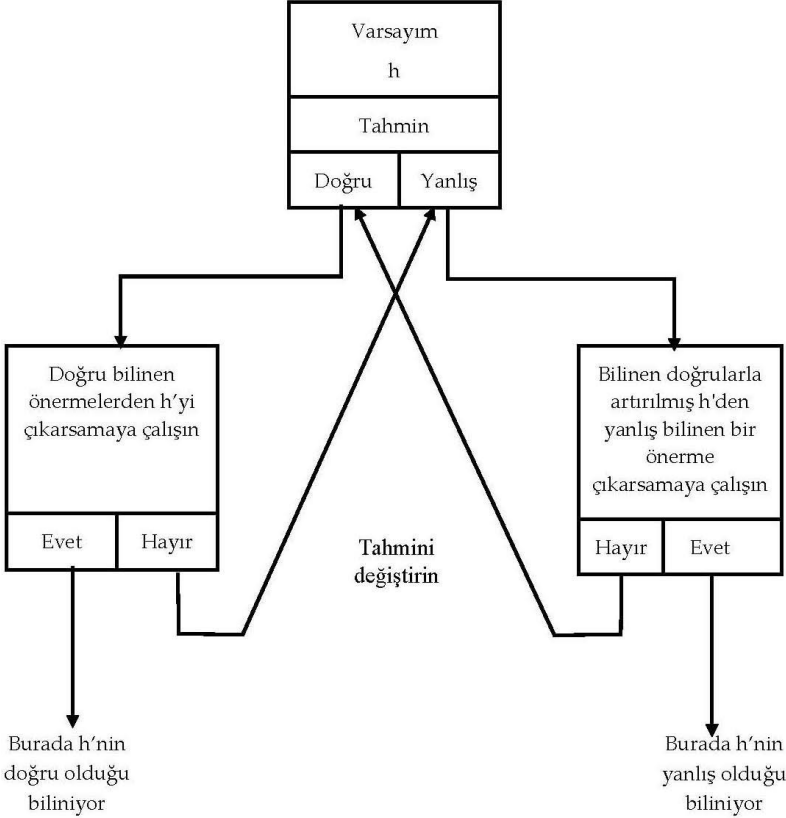 Varsayım
h
Tahmin
Doğru
Yanlış
Doğru bilinen
önermelerden h’yi
çıkarsamaya çalışın
Evet
Hayır
Bilinen doğrularla
artırılmış h'den
yanlış bilinen bir
önerme
çıkarsamaya çalışın
Hayır
Evet
Tahmini
değiştirin
Burada h’nin
doğru olduğu
biliniyor
Burada h’nin
yanlış olduğu
biliniyor